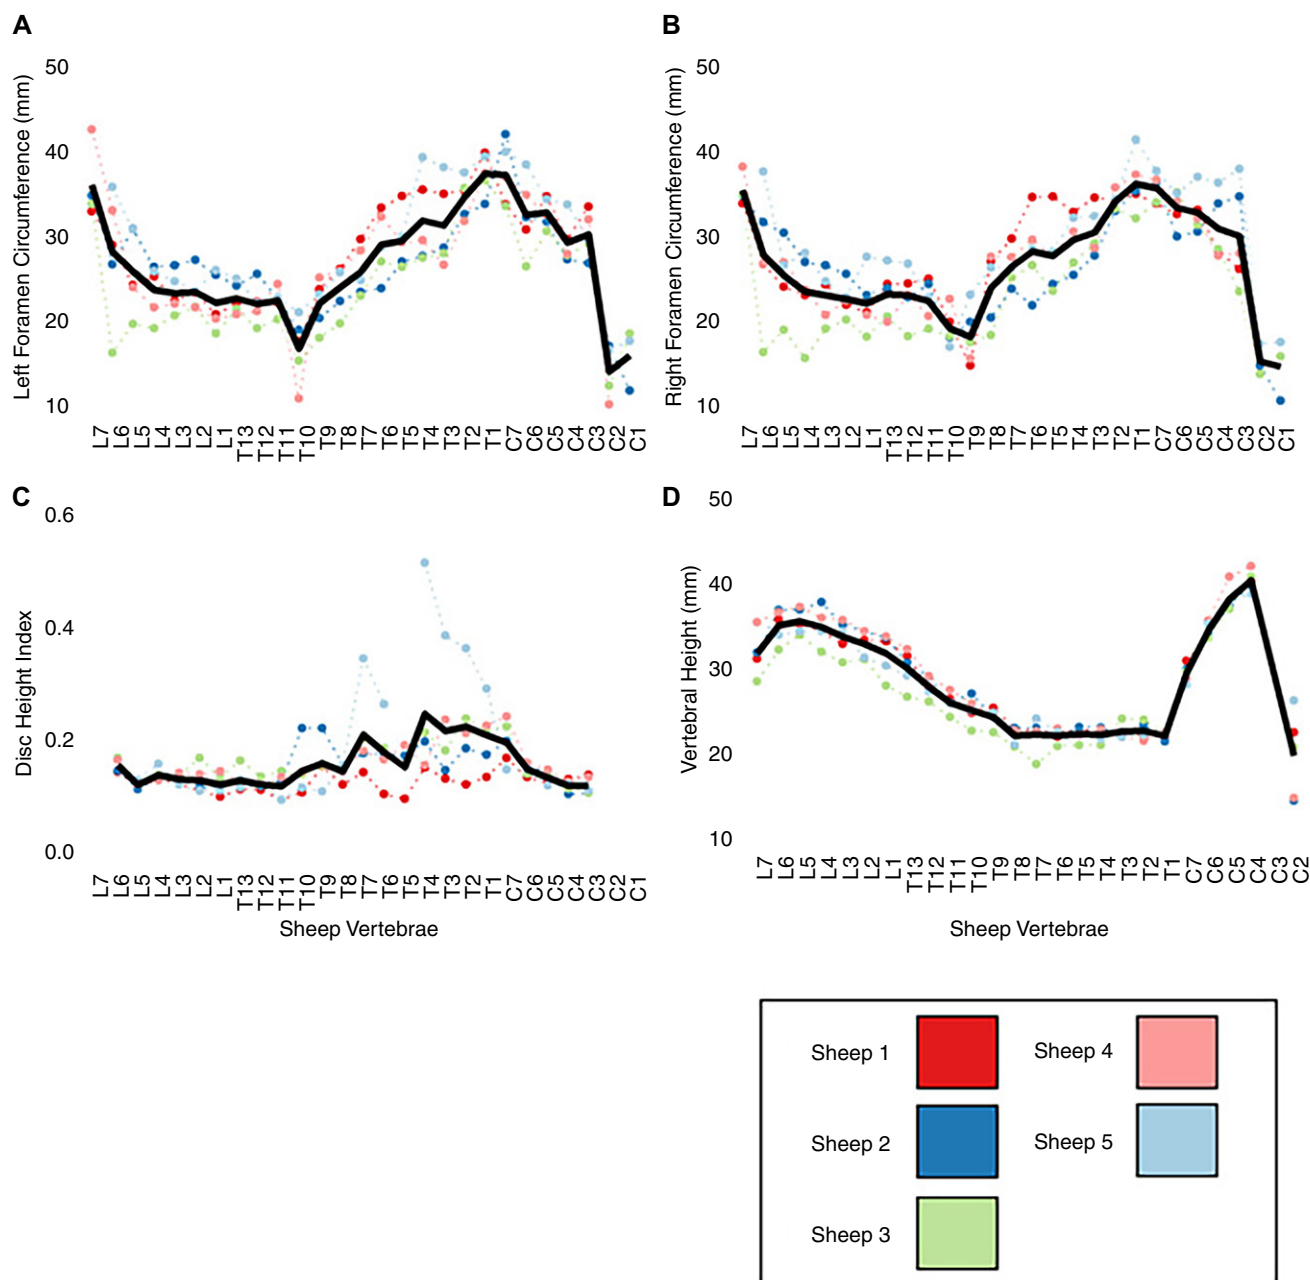 A
Left Foramen Circumference (mm)
50
40
30
20
10
L7 L6 L5 L4 L3 L2 L1 T13 T12 T11 T10 T9 T8 T7 T6 T5 T4 T3 T2 T1 C7 C6 C5 C4 C3 C2 C1
B
Right Foramen Circumference (mm)
50
40
30
20
10
L7 L6 L5 L4 L3 L2 L1 T13 T12 T11 T10 T9 T8 T7 T6 T5 T4 T3 T2 T1 C7 C6 C5 C4 C3 C2 C1
C
Disc Height Index
0.6
0.4
0.2
0.0
L7 L6 L5 L4 L3 L2 L1 T13 T12 T11 T10 T9 T8 T7 T6 T5 T4 T3 T2 T1 C7 C6 C5 C4 C3 C2 C1
Sheep Vertebrae
D
Vertebral Height (mm)
50
40
30
20
10
L7 L6 L5 L4 L3 L2 L1 T13 T12 T11 T10 T9 T8 T7 T6 T5 T4 T3 T2 T1 C7 C6 C5 C4 C3 C2
Sheep Vertebrae
Sheep 1
Sheep 4
Sheep 2
Sheep 5
Sheep 3